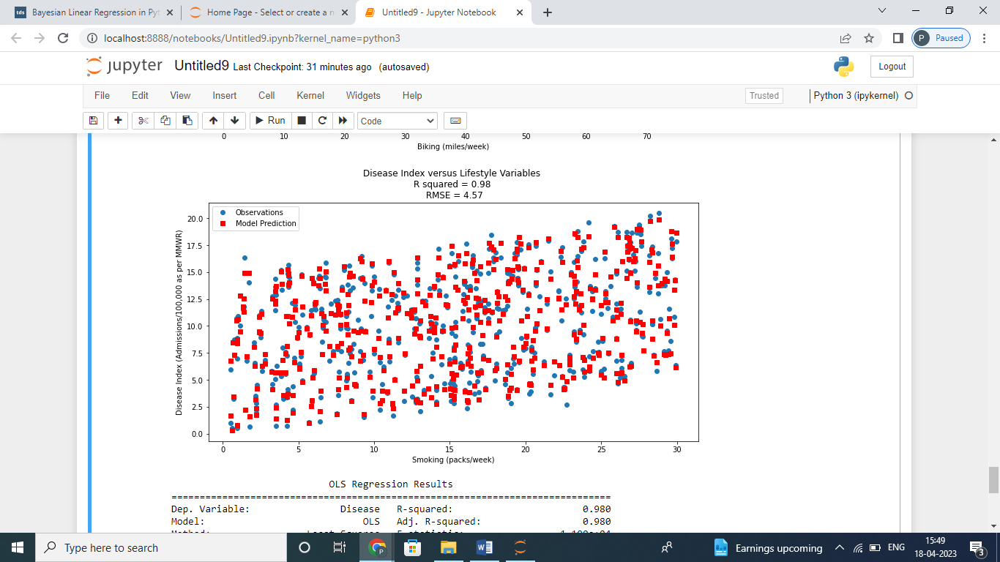 tds Bayesian Linear Regression in Pyt
Home Page - Select or create a n
Untitled9 - Jupyter Notebook
localhost:8888/notebooks/Untitled9.ipynb?kernel_name=python3
P Paused
jupyter Untitled9 Last Checkpoint: 31 minutes ago (autosaved)
Logout
File Edit View Insert Cell Kernel Widgets Help
Trusted
Python 3 (ipykernel)
Run
Code
0 10 20 30 40 50 60 70
Biking (miles/week)
Disease Index versus Lifestyle Variables
R squared = 0.98
RMSE = 4.57
Observations
Model Prediction
Disease Index (Admissions/100,000 as per MMWR)
20.0
17.5
15.0
12.5
10.0
7.5
5.0
2.5
0.0
0 5 10 15 20 25 30
Smoking (packs/week)
OLS Regression Results
==============================================================================
Dep. Variable: Disease R-squared: 0.980
Model: OLS Adj. R-squared: 0.980
Type here to search
P
W
Earnings upcoming
ENG
15:49
18-04-2023
3